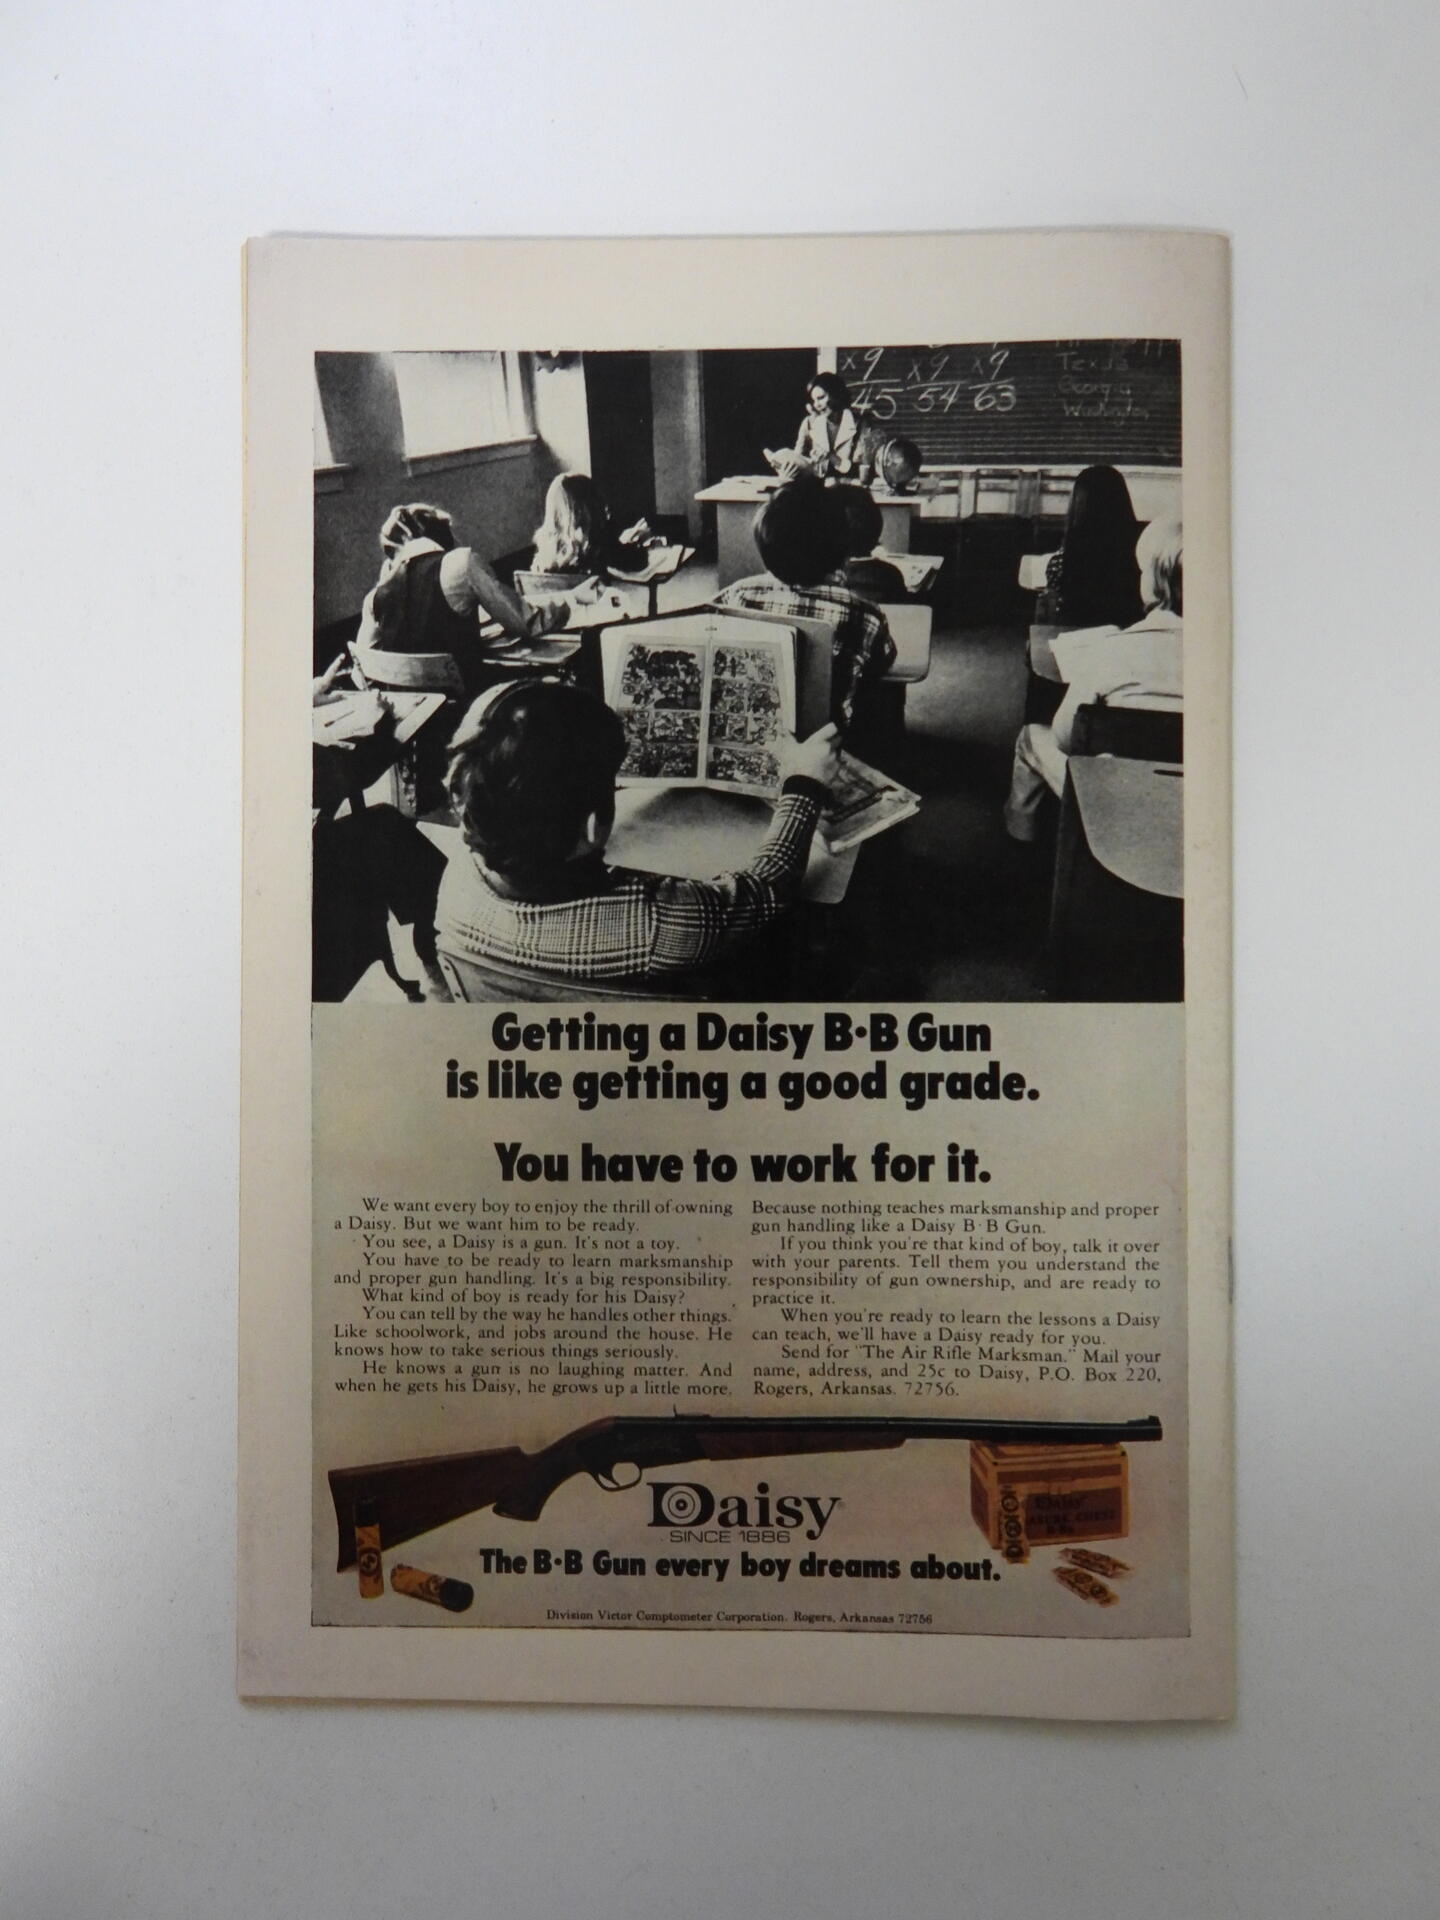 x9 x9 x9
45 54 63
Texas
Georgia
Washington
Getting a Daisy B·B Gun
is like getting a good grade.
You have to work for it.
We want every boy to enjoy the thrill of owning
a Daisy. But we want him to be ready.
You see, a Daisy is a gun. It's not a toy.
You have to be ready to learn marksmanship
and proper gun handling. It's a big responsibility.
What kind of boy is ready for his Daisy?
You can tell by the way he handles other things.
Like schoolwork, and jobs around the house. He
knows how to take serious things seriously.
He knows a gun is no laughing matter. And
when he gets his Daisy, he grows up a little more.
Because nothing teaches marksmanship and proper
gun handling like a Daisy B·B Gun.
If you think you're that kind of boy, talk it over
with your parents. Tell them you understand the
responsibility of gun ownership, and are ready to
practice it.
When you're ready to learn the lessons a Daisy
can teach, we'll have a Daisy ready for you.
Send for "The Air Rifle Marksman." Mail your
name, address, and 25c to Daisy, P.O. Box 220,
Rogers, Arkansas. 72756.
Daisy
SINCE 1886
Daisy
CHEST
The B·B Gun every boy dreams about.
Division Victor Comptometer Corporation. Rogers, Arkansas 72756